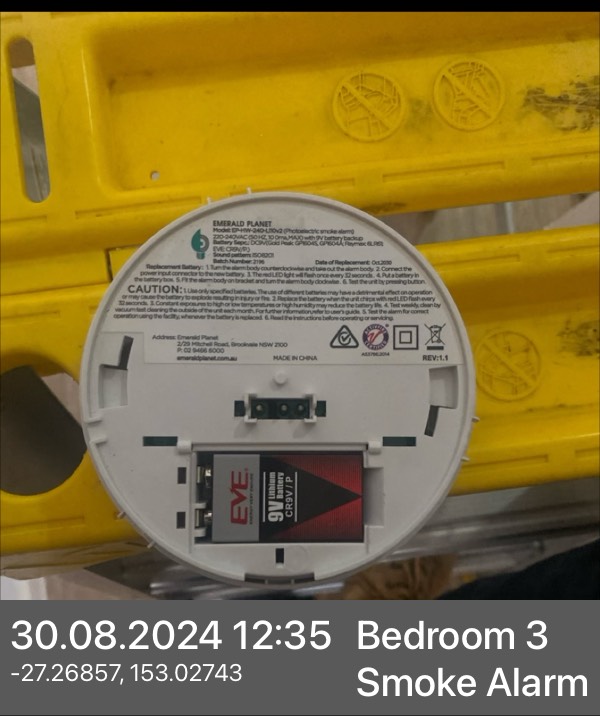 EMERALD PLANET
Model: EP-HW-240-LI10v2 (Photoelectric smoke alarm)
220-240VAC (50 HZ, 10.0ma,MAX) with 9V battery backup
EVE: CR9V/P)
Sound pattern: ISO8201
Batch Number: 2196
Date of Replacement:
Replacement Battery: 1. Turn the alarm body counterclockwise and take out the alarm body. 2. Connect the
power input connector to the new battery. 3. The red LED light will flash once every 32 seconds. 4. Put a battery in
the battery box. 5. Fit the alarm body on bracket and turn the alarm body clockwise. 6. Test the unit by pressing button
CAUTION: 1. Use only specified batteries. The use of different batteries may have a detrimental effect on operation
or may cause the battery to explode resulting in injury or fire. 2. Replace the battery when the unit chirps with red LED flash every
32 seconds. 3. Constant exposures to high or low temperatures or high humidity may reduce the battery life. 4. Test weekly, clean by
vacuum fast cleaning the outside of the unit each month. For further information, refer to user's guide. 5. Test the alarm for correct
operation using the facility, whenever the battery is replaced. 6. Read the instructions before operating or servicing.
Address: Emerald Planet
2/29 Mitchell Road, Brookvale NSW 2100
P: 02 9466 6000
emeraldplanet.com.au
MADE IN CHINA
REV:1.1
EVE
9V Lithium Battery
CR9V / P
30.08.2024 12:35
-27.26857, 153.02743
Bedroom 3
Smoke Alarm